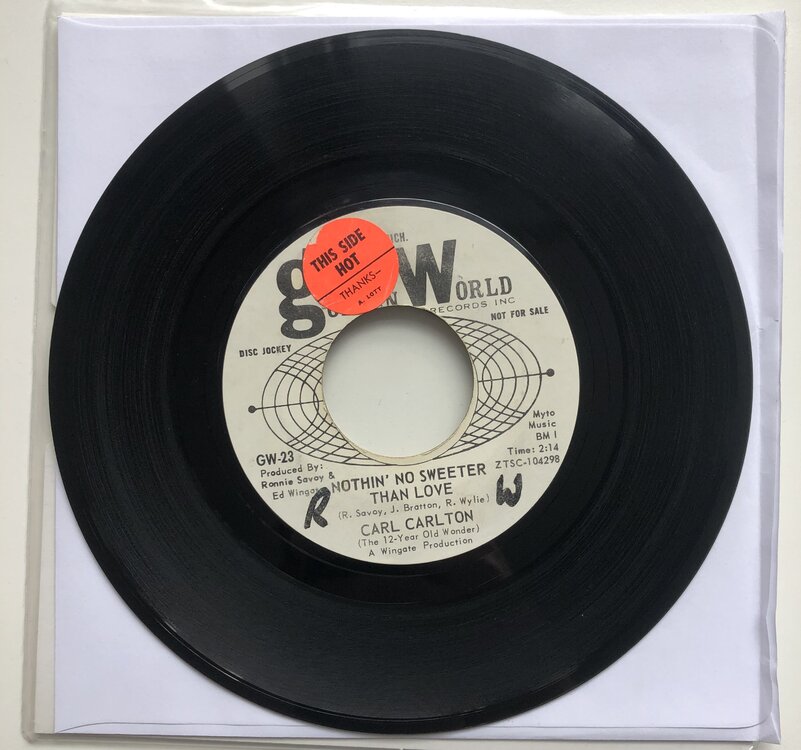 THIS SIDE
HOT
THANKS—
A. LOTT
WORLD
RECORDS INC
DISC JOCKEY
NOT FOR SALE
Myto
Music
BMI
Time: 2:14
ZTSC-104298
GW-23
Produced By:
Ronnie Savoy &
Ed Wingate
NOTHIN' NO SWEETER
THAN LOVE
(R. Savoy, J. Bratton, R. Wylie)
R
W
CARL CARLTON
(The 12-Year Old Wonder)
A Wingate Production